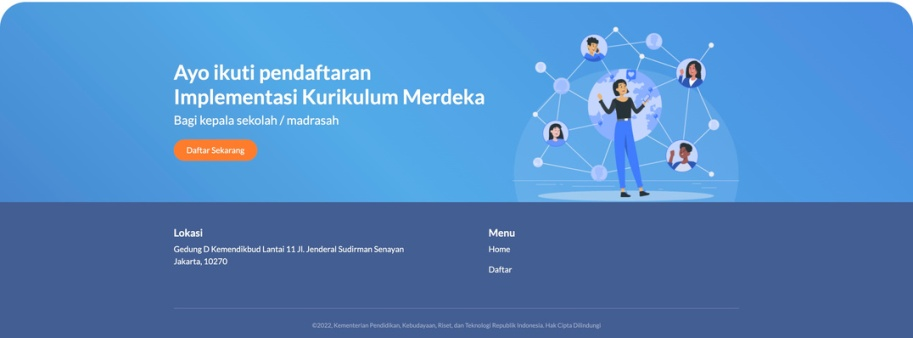 Ayo ikuti pendaftaran
Implementasi Kurikulum Merdeka
Bagi kepala sekolah / madrasah
Daftar Sekarang
Lokasi
Gedung D Kemendikbud Lantai 11 Jl. Jenderal Sudirman Senayan
Jakarta, 10270
Menu
Home
Daftar
©2022, Kementerian Pendidikan, Kebudayaan, Riset, dan Teknologi Republik Indonesia. Hak Cipta Dilindungi